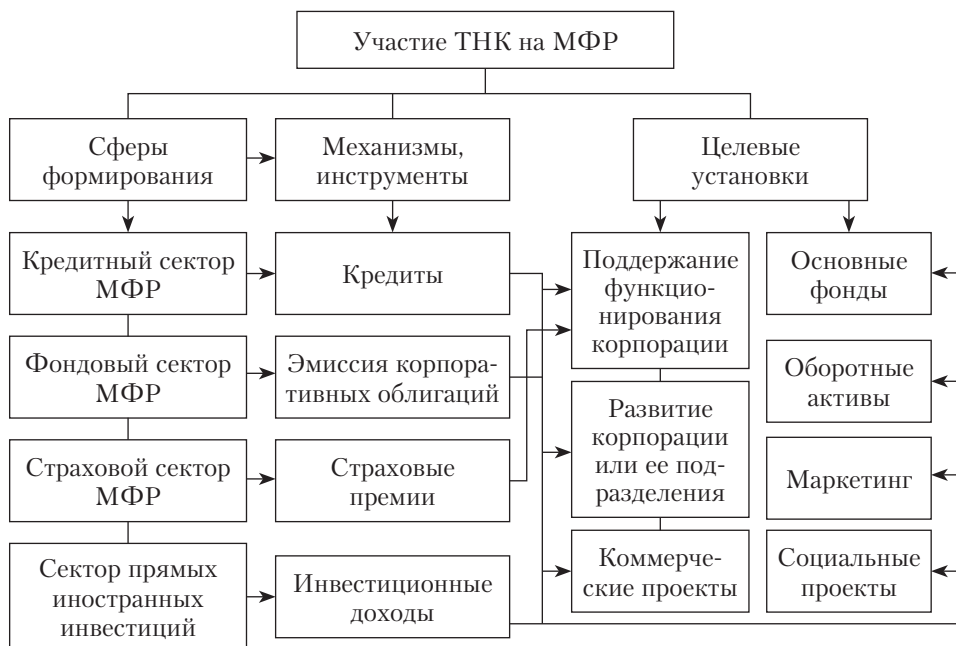 Участие ТНК на МФР
Сферы
формирования
Механизмы,
инструменты
Целевые
установки
Кредитный сектор
МФР
Кредиты
Поддержание
функцио-
нирования
корпорации
Основные
фонды
Фондовый сектор
МФР
Эмиссия корпора-
тивных облигаций
Развитие
корпорации
или ее под-
разделения
Оборотные
активы
Страховой сектор
МФР
Страховые
премии
Маркетинг
Сектор прямых
иностранных
инвестиций
Инвестиционные
доходы
Коммерче-
ские проекты
Социальные
проекты